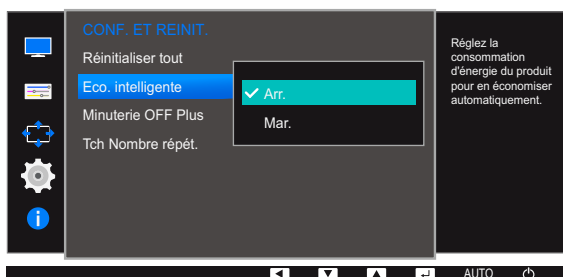 CONF. ET REINIT.
Réinitialiser tout
Eco. intelligente
Minuterie OFF Plus
Tch Nombre répét.
Arr.
Mar.
Réglez la
consommation
d'énergie du produit
pour en économiser
automatiquement.
AUTO